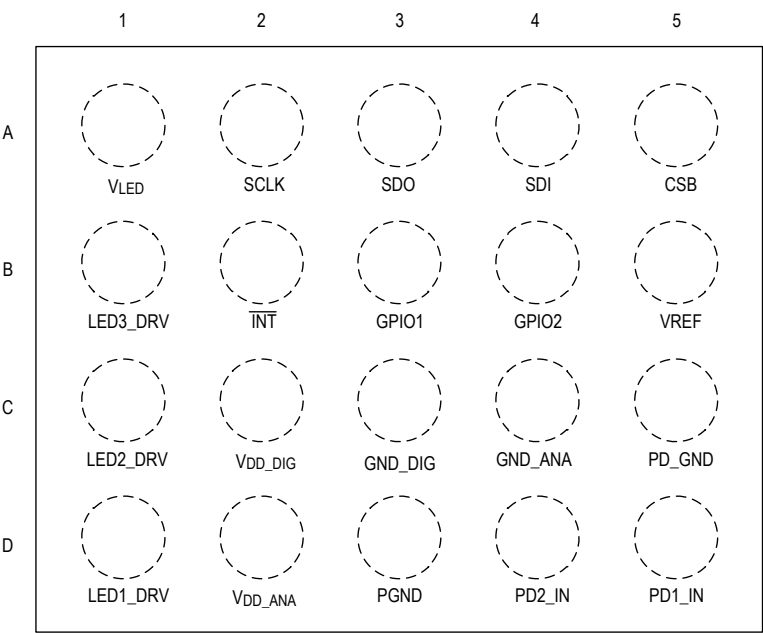 1 2 3 4 5
A
VLED SCLK SDO SDI CSB
B
LED3_DRV INT GPIO1 GPIO2 VREF
C
LED2_DRV VDD_DIG GND_DIG GND_ANA PD_GND
D
LED1_DRV VDD_ANA PGND PD2_IN PD1_IN